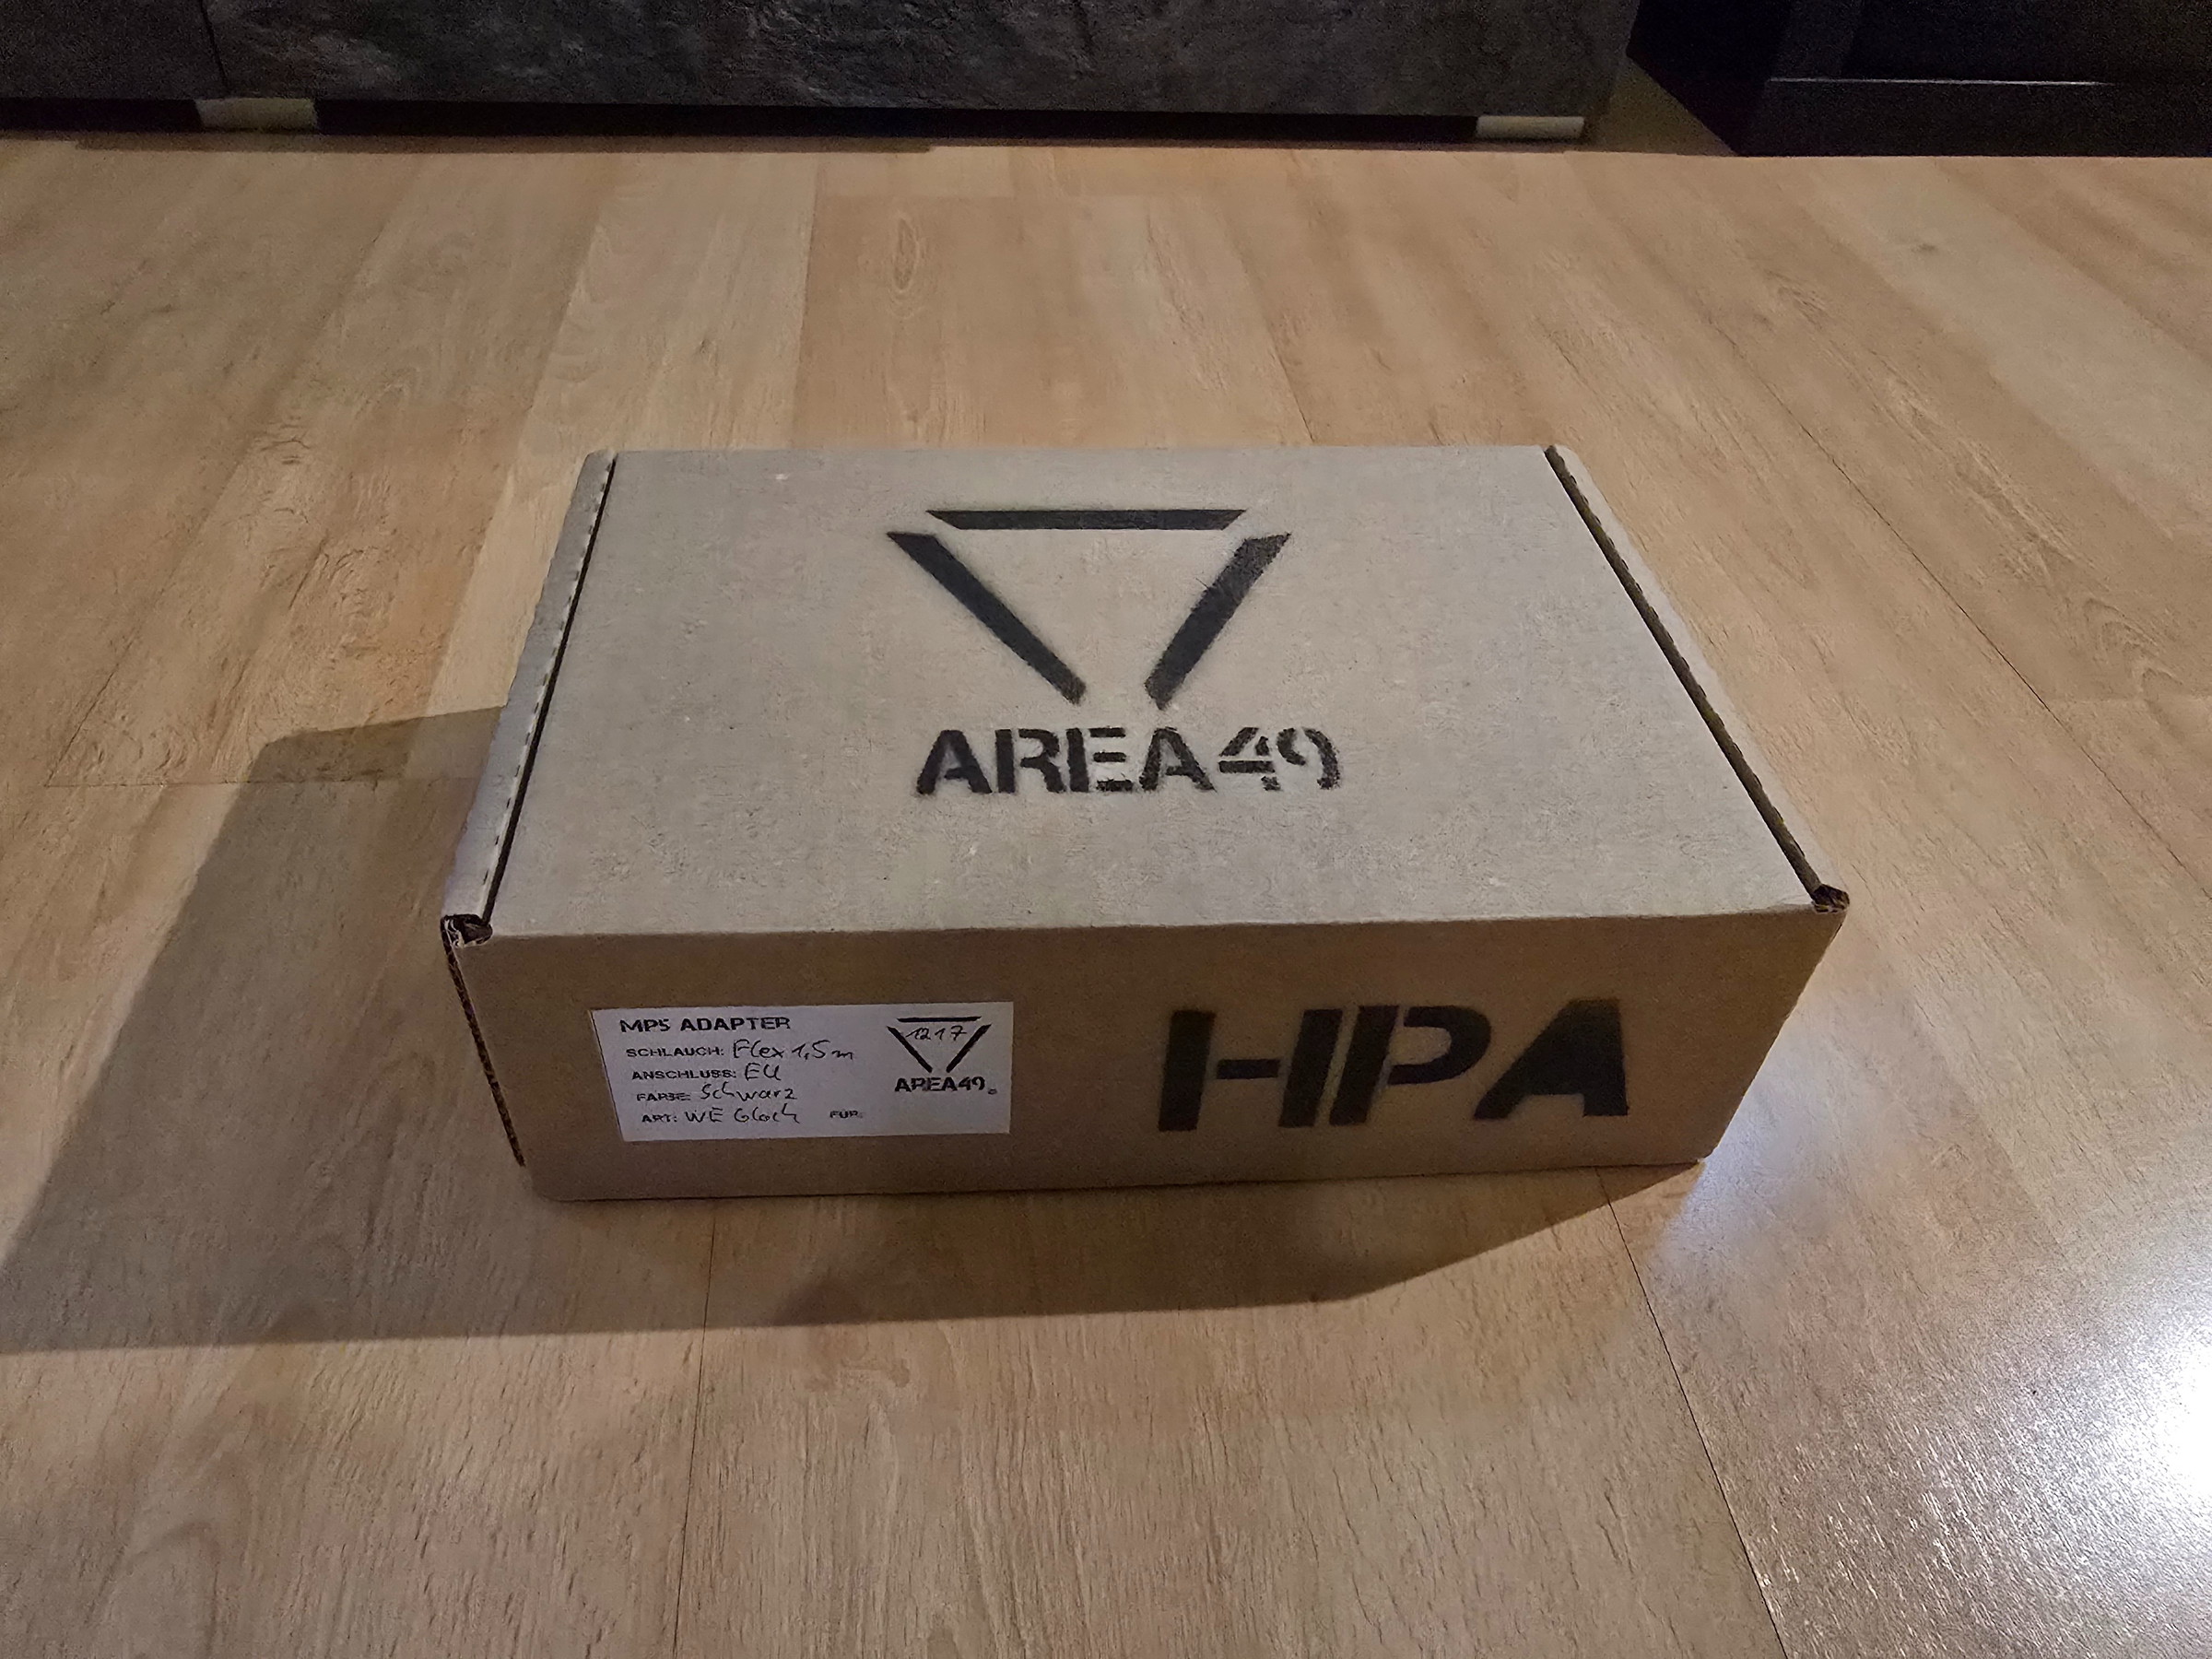 AREA49
MP5 ADAPTER
SCHLAUCH: Flex 1,5m
ANSCHLUSS: EU
FARBE: Schwarz
ART: WE Glock FÜR:
1217
AREA49
HPA